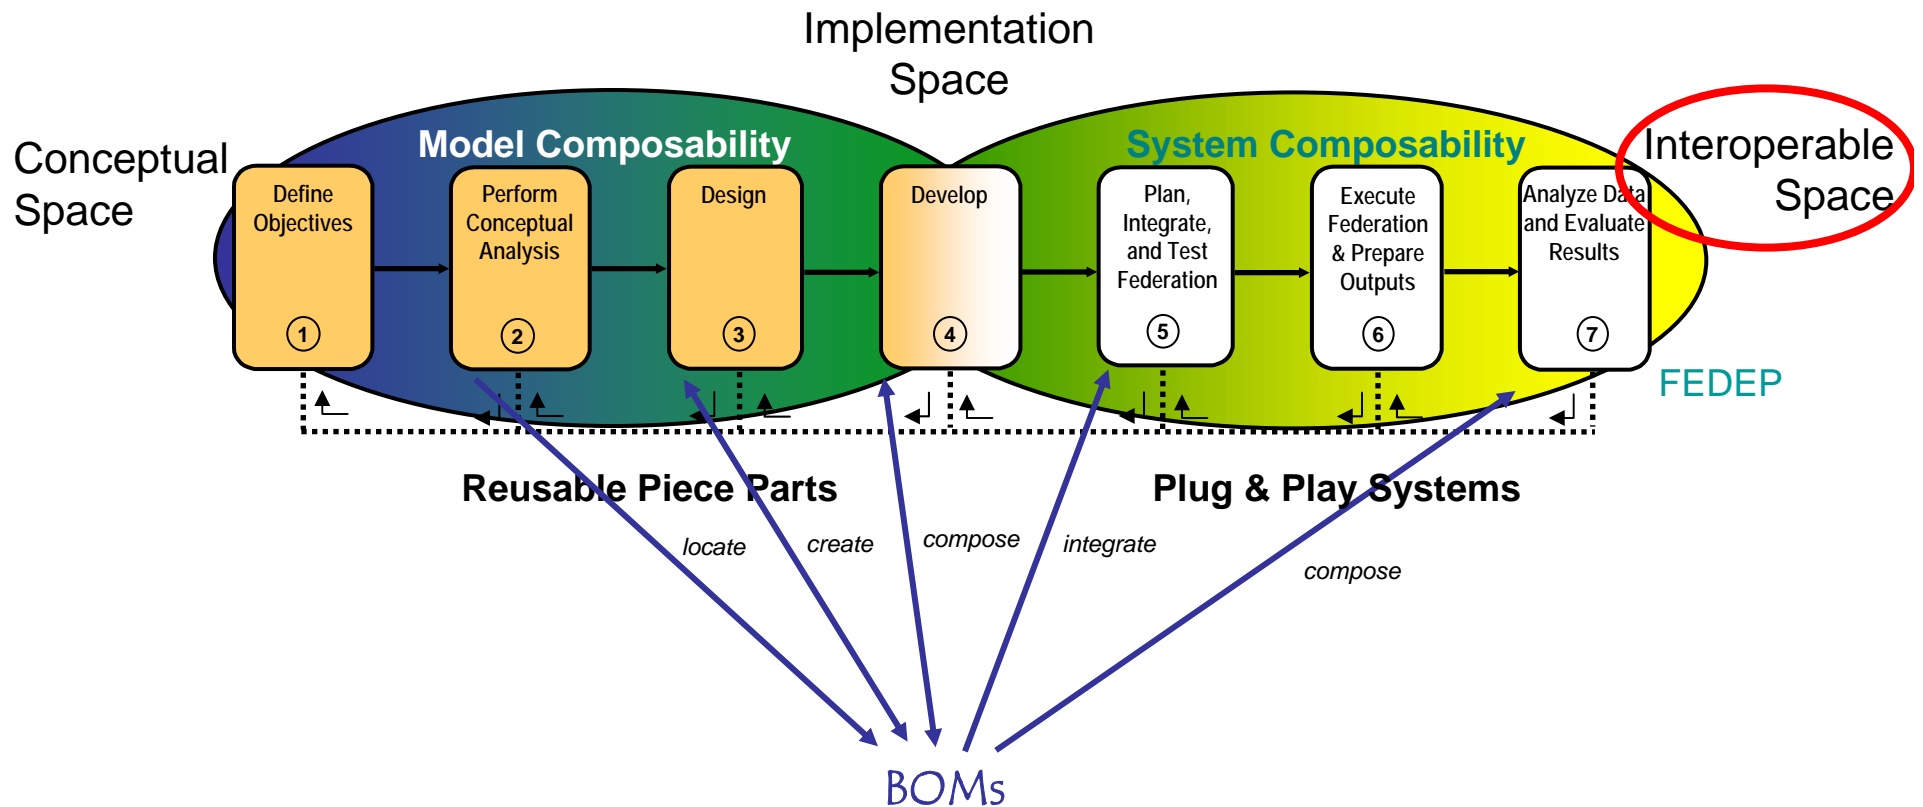 Implementation
Space
Conceptual
Space
Model Composability
System Composability
Interoperable
Space
Define
Objectives
1
Perform
Conceptual
Analysis
2
Design
3
Develop
4
Plan,
Integrate,
and Test
Federation
5
Execute
Federation
& Prepare
Outputs
6
Analyze Data
and Evaluate
Results
7
FEDEP
Reusable Piece Parts
Plug & Play Systems
locate
create
compose
integrate
compose
BOMs